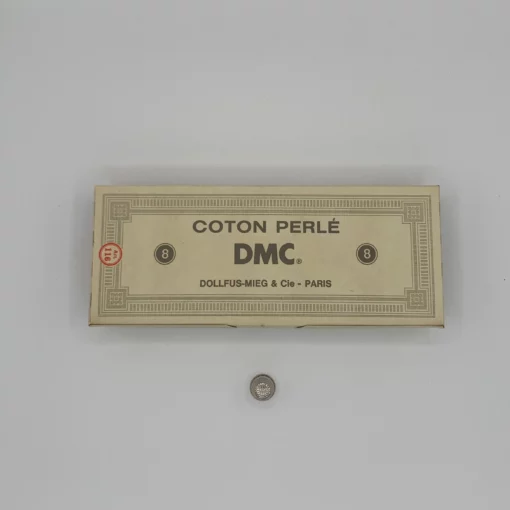 COTON PERLÉ
8 DMC® 8
DOLLFUS-MIEG & Cie - PARIS